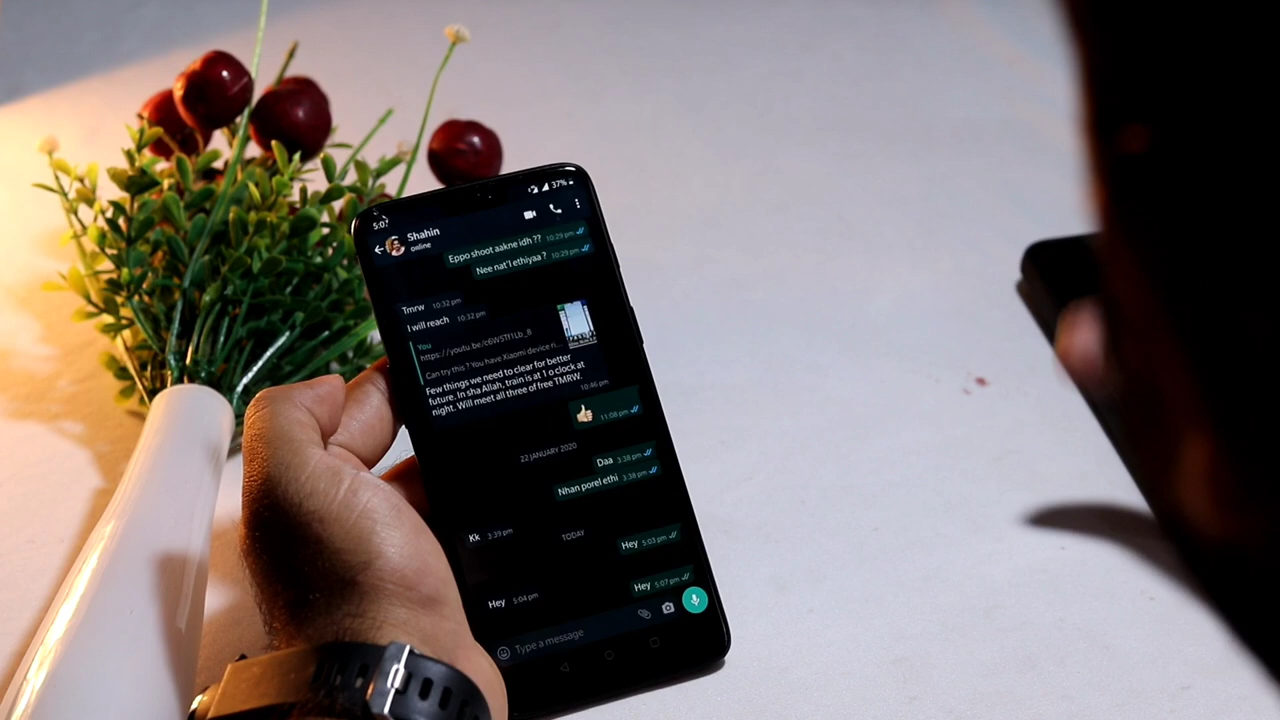 5:07
37%
Shahin
online
Eppo shoot aakne idh ?? 10:29 pm
Nee nat'l ethiyaa ? 10:29 pm
Tmrw 10:32 pm
I will reach 10:32 pm
You
https://youtu.be/c6WSTf1Lb_8
Can try this ? You have Xiaomi device ri...
Few things we need to clear for better
future. In sha Allah, train is at 1 o clock at
night. Will meet all three of free TMRW.
10:46 pm
👍 11:08 pm
22 JANUARY 2020
Daa 3:38 pm
Nhan porel ethi 3:38 pm
Kk 3:39 pm
TODAY
Hey 5:03 pm
Hey 5:04 pm
Hey 5:07 pm
Type a message